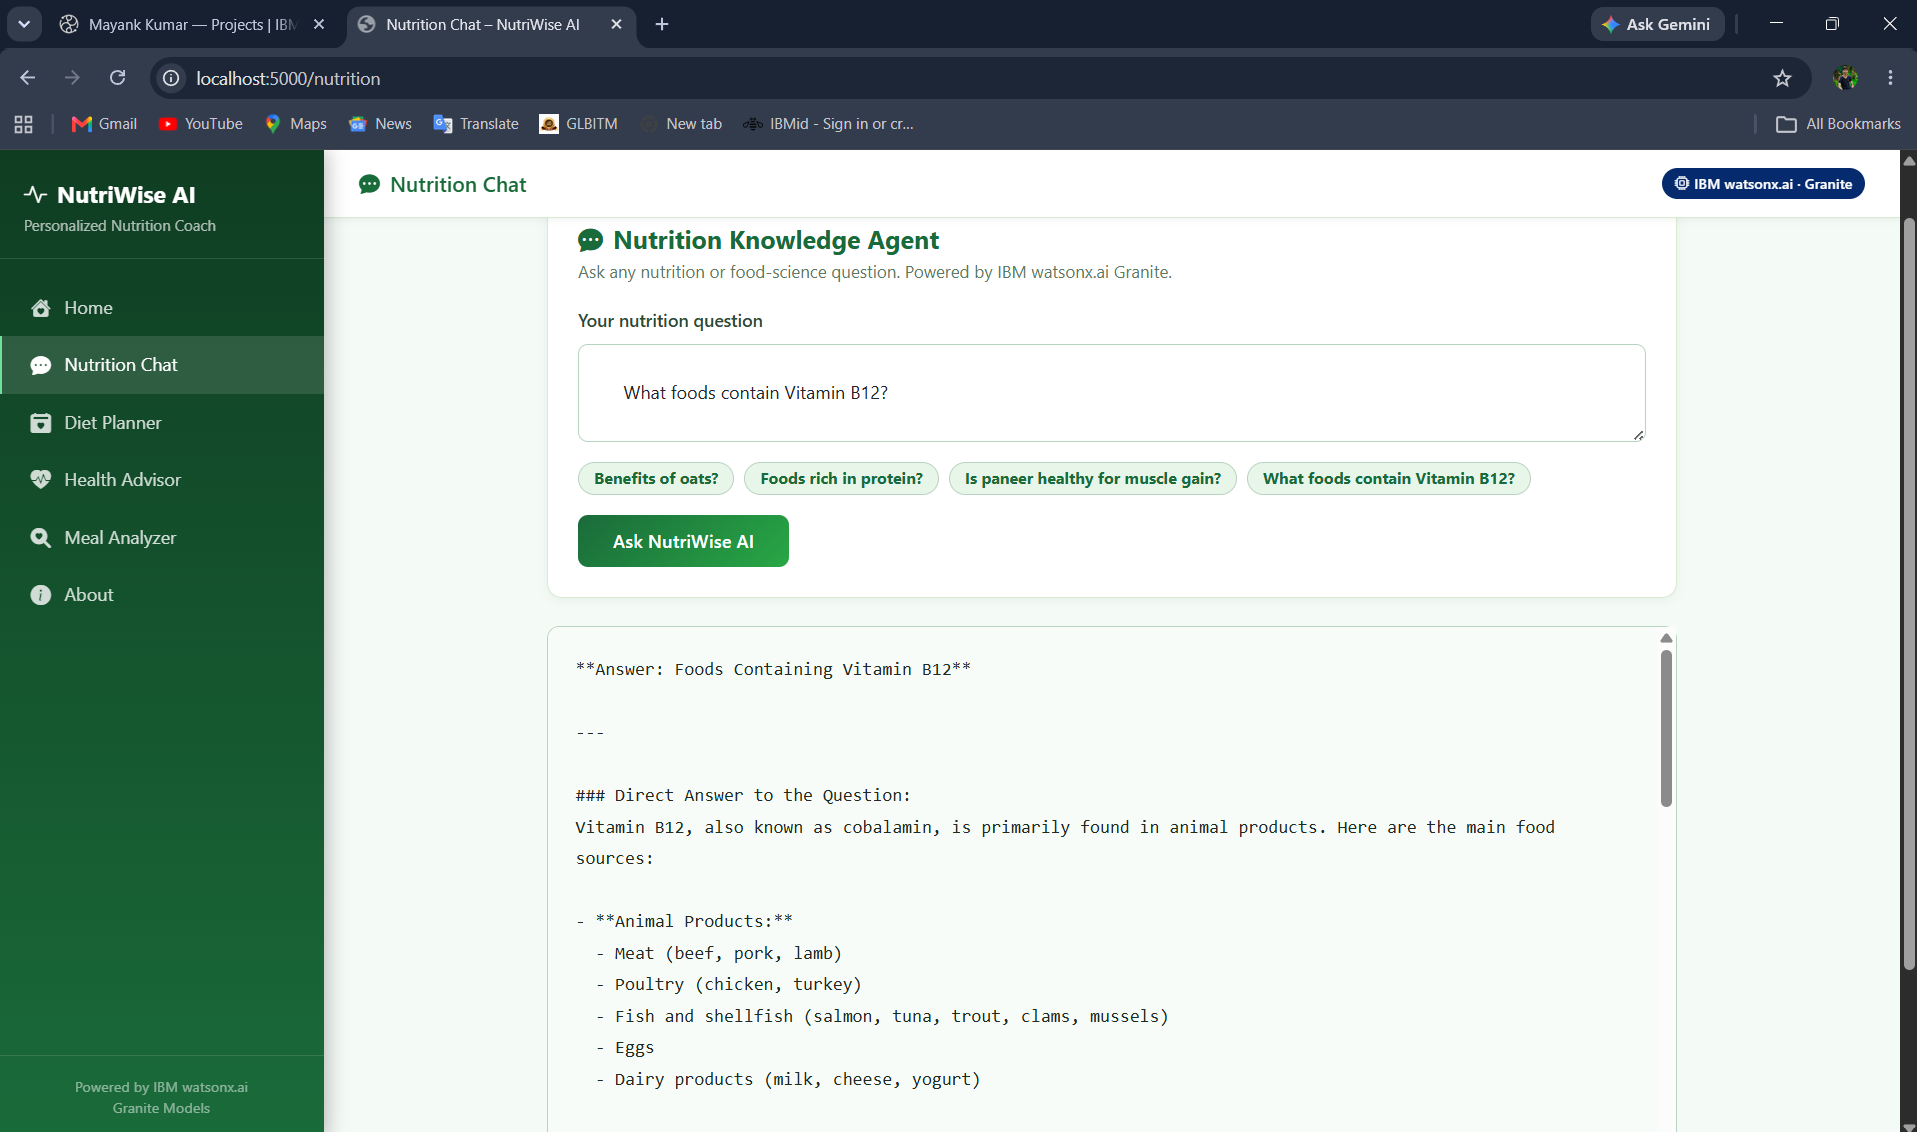 Mayank Kumar — Projects | IBM
Nutrition Chat – NutriWise AI
Ask Gemini
localhost:5000/nutrition
Gmail
YouTube
Maps
News
Translate
GLBITM
New tab
IBMid - Sign in or cr...
All Bookmarks
NutriWise AI
Personalized Nutrition Coach
Home
Nutrition Chat
Diet Planner
Health Advisor
Meal Analyzer
About
Powered by IBM watsonx.ai
Granite Models
Nutrition Chat
IBM watsonx.ai · Granite
Nutrition Knowledge Agent
Ask any nutrition or food-science question. Powered by IBM watsonx.ai Granite.
Your nutrition question
What foods contain Vitamin B12?
Benefits of oats?
Foods rich in protein?
Is paneer healthy for muscle gain?
What foods contain Vitamin B12?
Ask NutriWise AI
**Answer: Foods Containing Vitamin B12**
---
### Direct Answer to the Question:
Vitamin B12, also known as cobalamin, is primarily found in animal products. Here are the main food
sources:
- **Animal Products:**
- Meat (beef, pork, lamb)
- Poultry (chicken, turkey)
- Fish and shellfish (salmon, tuna, trout, clams, mussels)
- Eggs
- Dairy products (milk, cheese, yogurt)